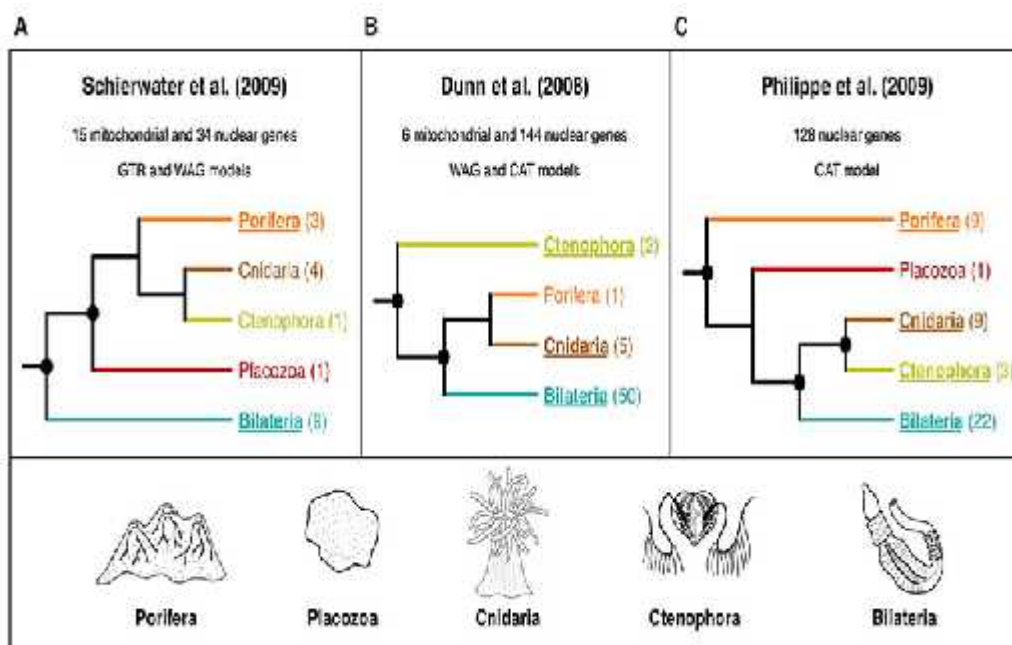 A
B
C
Schierwater et al. (2009)
15 mitochondrial and 34 nuclear genes
GTR and WAG models
Porifera (3)
Cnidaria (4)
Ctenophora (1)
Placozoa (1)
Bilateria (8)
Dunn et al. (2008)
6 mitochondrial and 144 nuclear genes
WAG and CAT models
Ctenophora (2)
Porifera (1)
Cnidaria (5)
Bilateria (50)
Philippe et al. (2009)
128 nuclear genes
CAT model
Porifera (9)
Placozoa (1)
Cnidaria (9)
Ctenophora (3)
Bilateria (22)
Porifera
Placozoa
Cnidaria
Ctenophora
Bilateria